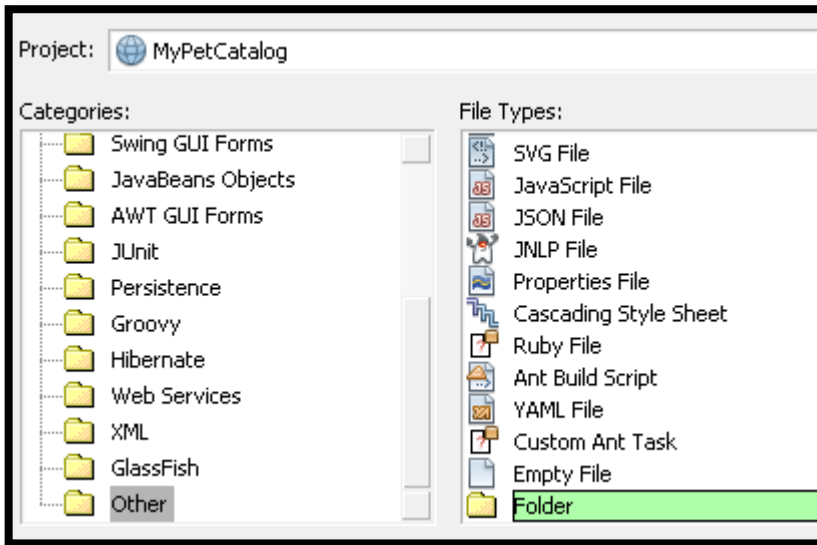 Project: MyPetCatalog
Categories:
Swing GUI Forms
JavaBeans Objects
AWT GUI Forms
JUnit
Persistence
Groovy
Hibernate
Web Services
XML
GlassFish
Other
File Types:
SVG File
JavaScript File
JSON File
JNLP File
Properties File
Cascading Style Sheet
Ruby File
Ant Build Script
YAML File
Custom Ant Task
Empty File
Folder